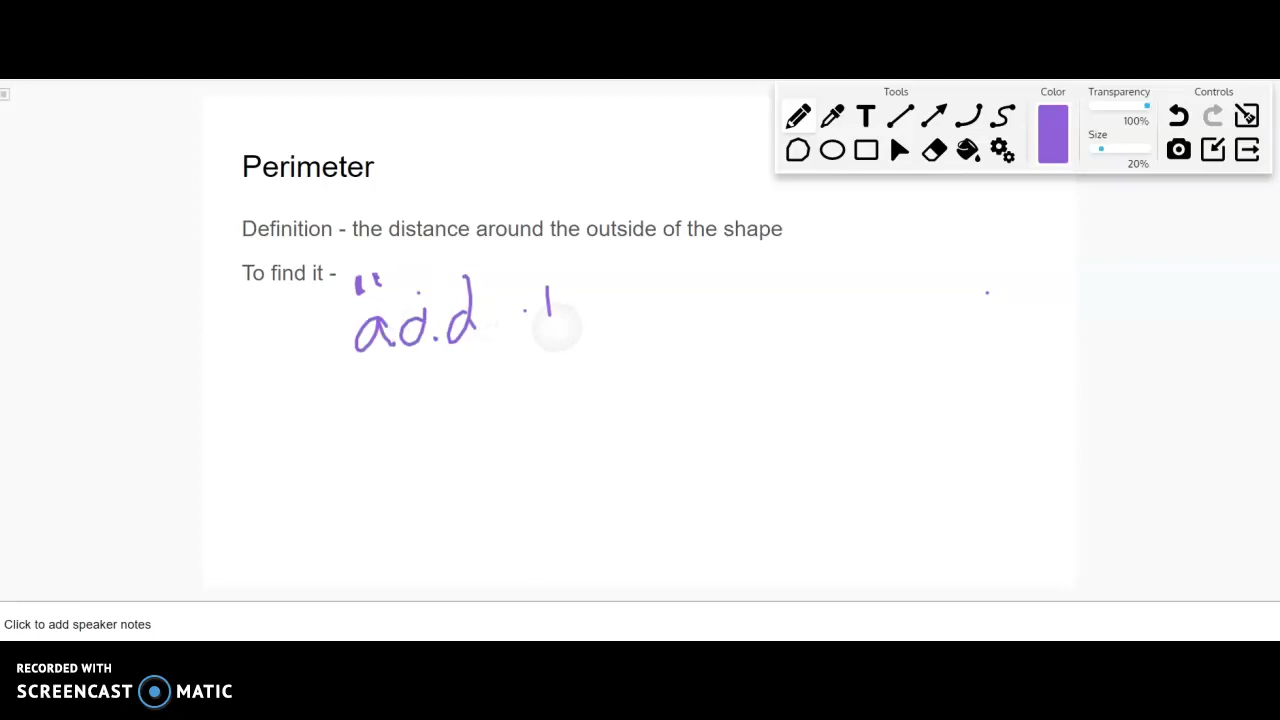 Tools
Color
Transparency
Controls
100%
Size
20%
Perimeter
Definition - the distance around the outside of the shape
To find it -
add
Click to add speaker notes
RECORDED WITH
SCREENCAST MATIC